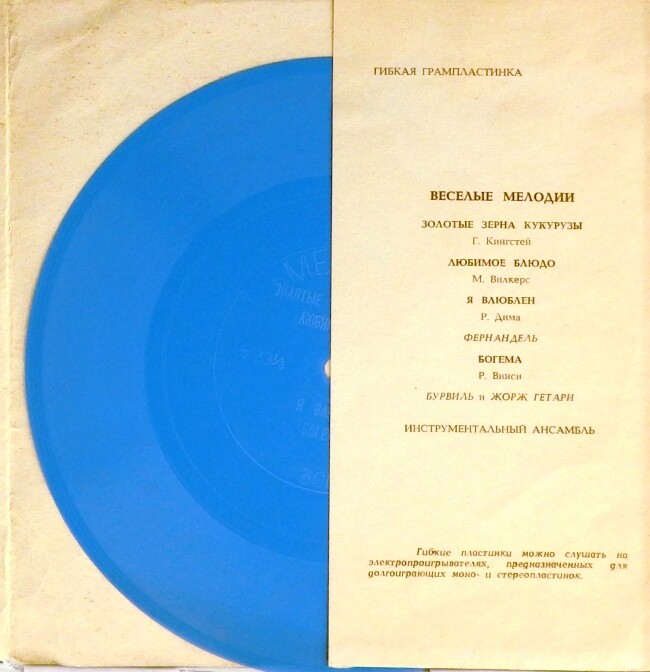 ГИБКАЯ ГРАМПЛАСТИНКА
ВЕСЕЛЫЕ МЕЛОДИИ
ЗОЛОТЫЕ ЗЕРНА КУКУРУЗЫ
Г. Кингстей
ЛЮБИМОЕ БЛЮДО
М. Вилкерс
Я ВЛЮБЛЕН
Р. Дима
ФЕРНАНДЕЛЬ
БОГЕМА
Р. Винси
БУРВИЛЬ и ЖОРЖ ГЕТАРИ
ИНСТРУМЕНТАЛЬНЫЙ АНСАМБЛЬ
Гибкие пластинки можно слушать на
электропроигрывателях, предназначенных для
долгоиграющих моно- и стереопластинок.